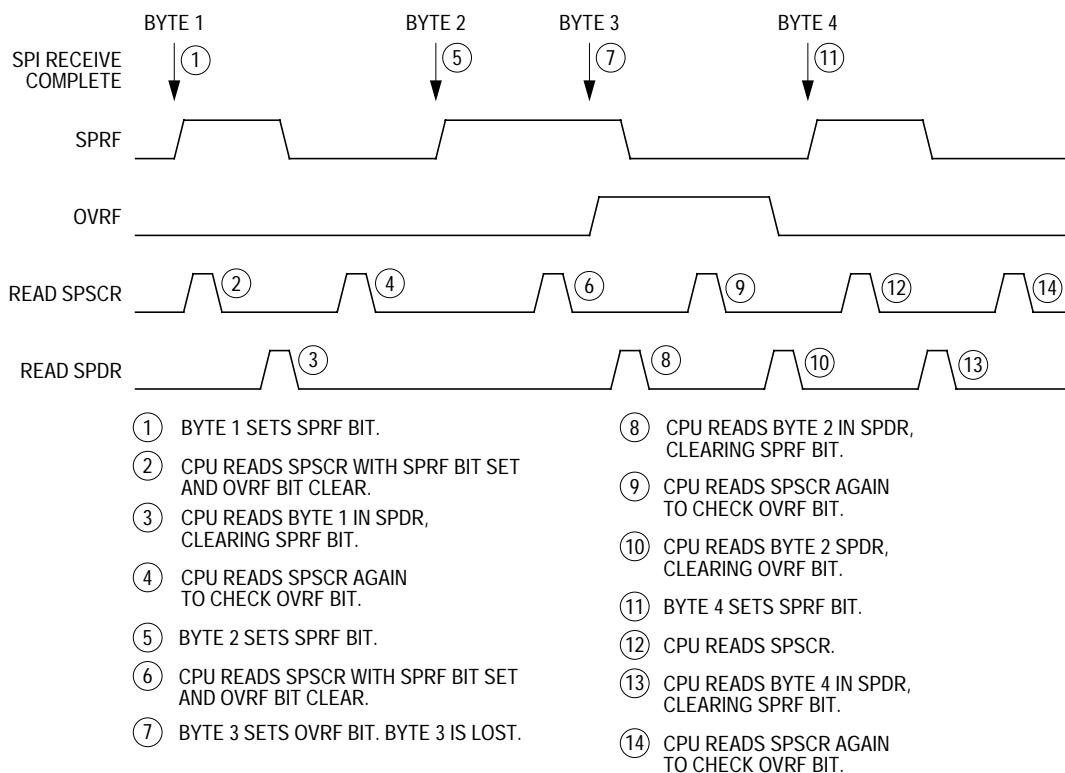 BYTE 1 BYTE 2 BYTE 3 BYTE 4
SPI RECEIVE
COMPLETE
1 5 7 11
SPRF
OVRF
READ SPSCR
2 4 6 9 12 14
READ SPDR
3 8 10 13
1 BYTE 1 SETS SPRF BIT.
2 CPU READS SPSCR WITH SPRF BIT SET
AND OVRF BIT CLEAR.
3 CPU READS BYTE 1 IN SPDR,
CLEARING SPRF BIT.
4 CPU READS SPSCR AGAIN
TO CHECK OVRF BIT.
5 BYTE 2 SETS SPRF BIT.
6 CPU READS SPSCR WITH SPRF BIT SET
AND OVRF BIT CLEAR.
7 BYTE 3 SETS OVRF BIT. BYTE 3 IS LOST.
8 CPU READS BYTE 2 IN SPDR,
CLEARING SPRF BIT.
9 CPU READS SPSCR AGAIN
TO CHECK OVRF BIT.
10 CPU READS BYTE 2 SPDR,
CLEARING OVRF BIT.
11 BYTE 4 SETS SPRF BIT.
12 CPU READS SPSCR.
13 CPU READS BYTE 4 IN SPDR,
CLEARING SPRF BIT.
14 CPU READS SPSCR AGAIN
TO CHECK OVRF BIT.